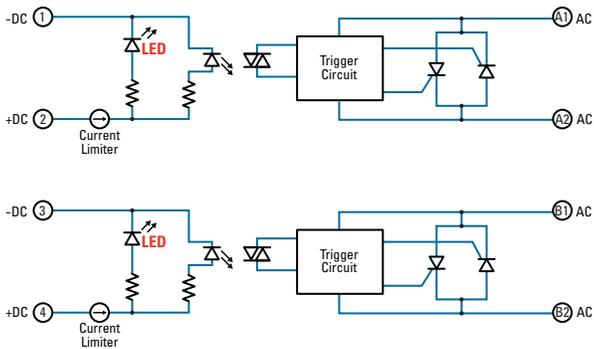 -DC 1
LED
+DC 2
Current
Limiter
Trigger
Circuit
A1 AC
A2 AC
-DC 3
LED
+DC 4
Current
Limiter
Trigger
Circuit
B1 AC
B2 AC